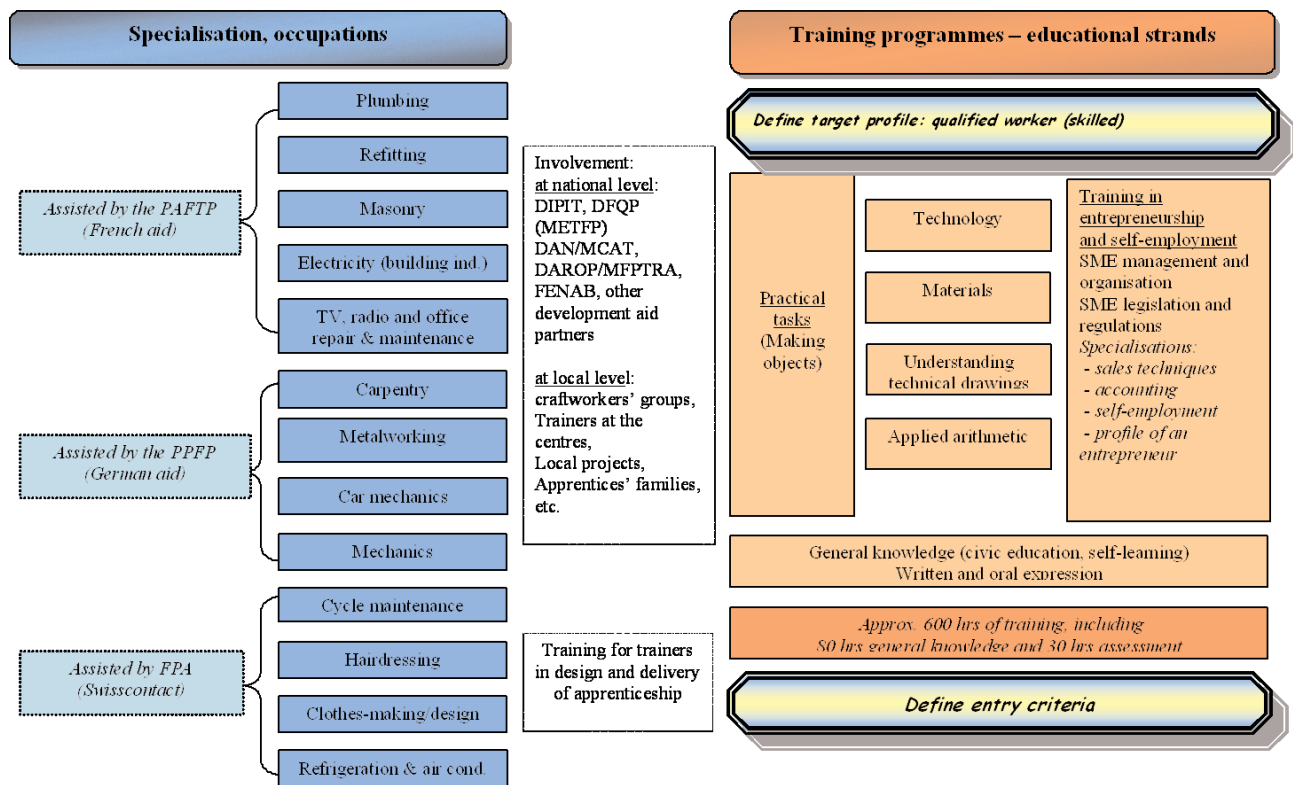 Specialisation, occupations
Plumbing
Refitting
Masonry
Electricity (building ind.)
TV, radio and office
repair & maintenance
Assisted by the PAFTP
(French aid)
Carpentry
Metalworking
Car mechanics
Mechanics
Assisted by the PPFP
(German aid)
Cycle maintenance
Hairdressing
Clothes-making/design
Refrigeration & air cond.
Assisted by FPA
(Swisscontact)
Involvement:
at national level:
DIPIT, DFQP
(METFP)
DAN/MCAT,
DAROP/MFPTRA,
FENAB, other
development aid
partners
at local level:
craftworkers’ groups,
Trainers at the
centres,
Local projects,
Apprentices’ families,
etc.
Training for trainers
in design and delivery
of apprenticeship
Training programmes – educational strands
Define target profile: qualified worker (skilled)
Practical
tasks
(Making
objects)
Technology
Materials
Understanding
technical drawings
Applied arithmetic
Training in
entrepreneurship
and self-employment
SME management and
organisation
SME legislation and
regulations
Specialisations:
- sales techniques
- accounting
- self-employment
- profile of an
entrepreneur
General knowledge (civic education, self-learning)
Written and oral expression
Approx. 600 hrs of training, including
80 hrs general knowledge and 30 hrs assessment
Define entry criteria